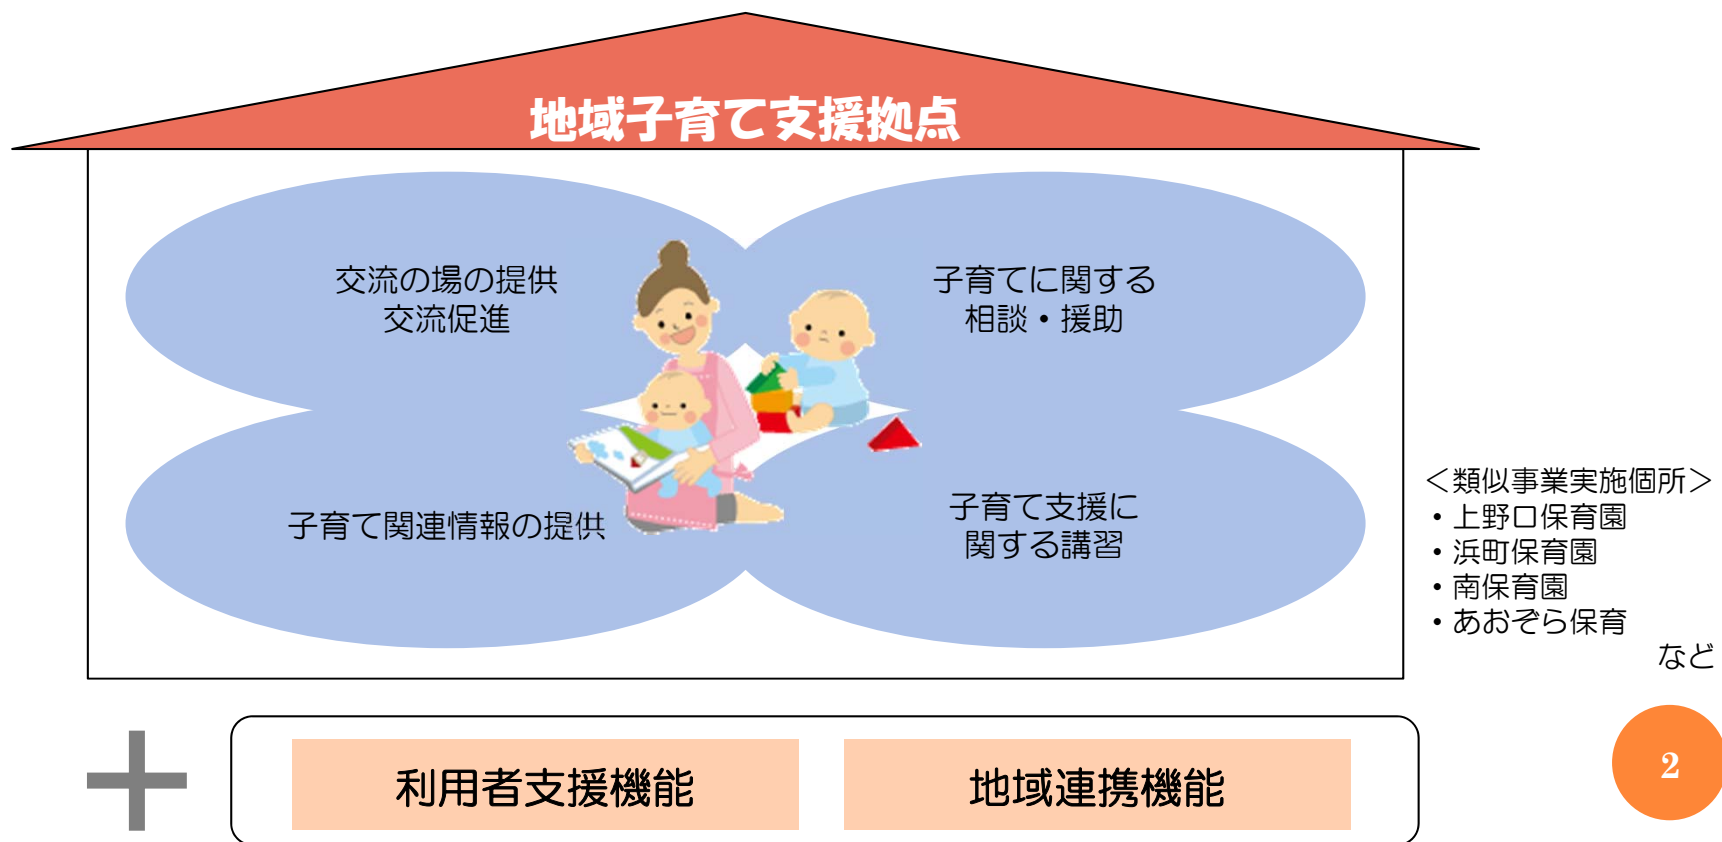 地域子育て支援拠点
交流の場の提供
交流促進
子育てに関する
相談・援助
子育て関連情報の提供
子育て支援に
関する講習
＜類似事業実施個所＞
・上野口保育園
・浜町保育園
・南保育園
・あおぞら保育
など
利用者支援機能
地域連携機能
2